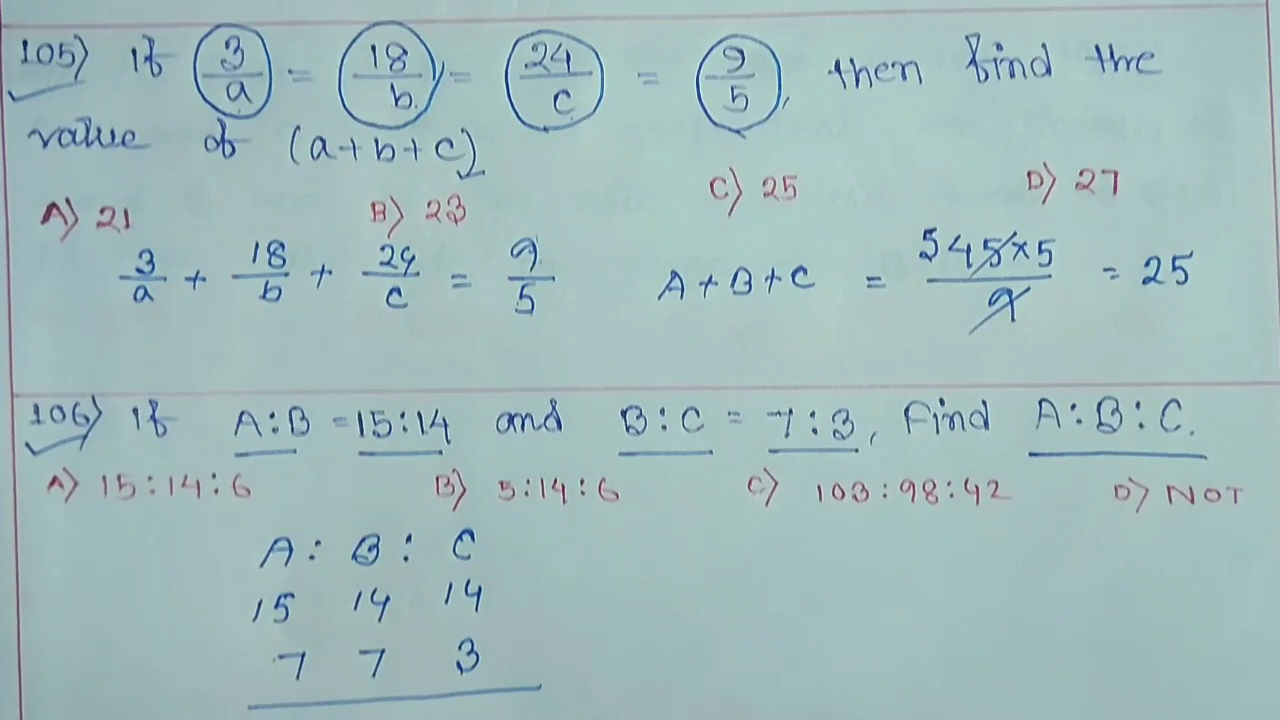 105) If 3/a = 18/b = 24/c = 9/5, then find the
value of (a+b+c)
A) 21 B) 23 C) 25 D) 27
3/a + 18/b + 24/c = 9/5 A+B+C = 545×5/9 = 25
106) If A:B = 15:14 and B:C = 7:3, Find A:B:C.
A) 15:14:6 B) 5:14:6 C) 103:98:42 D) NOT
A : B : C
15 14 14
7 7 3